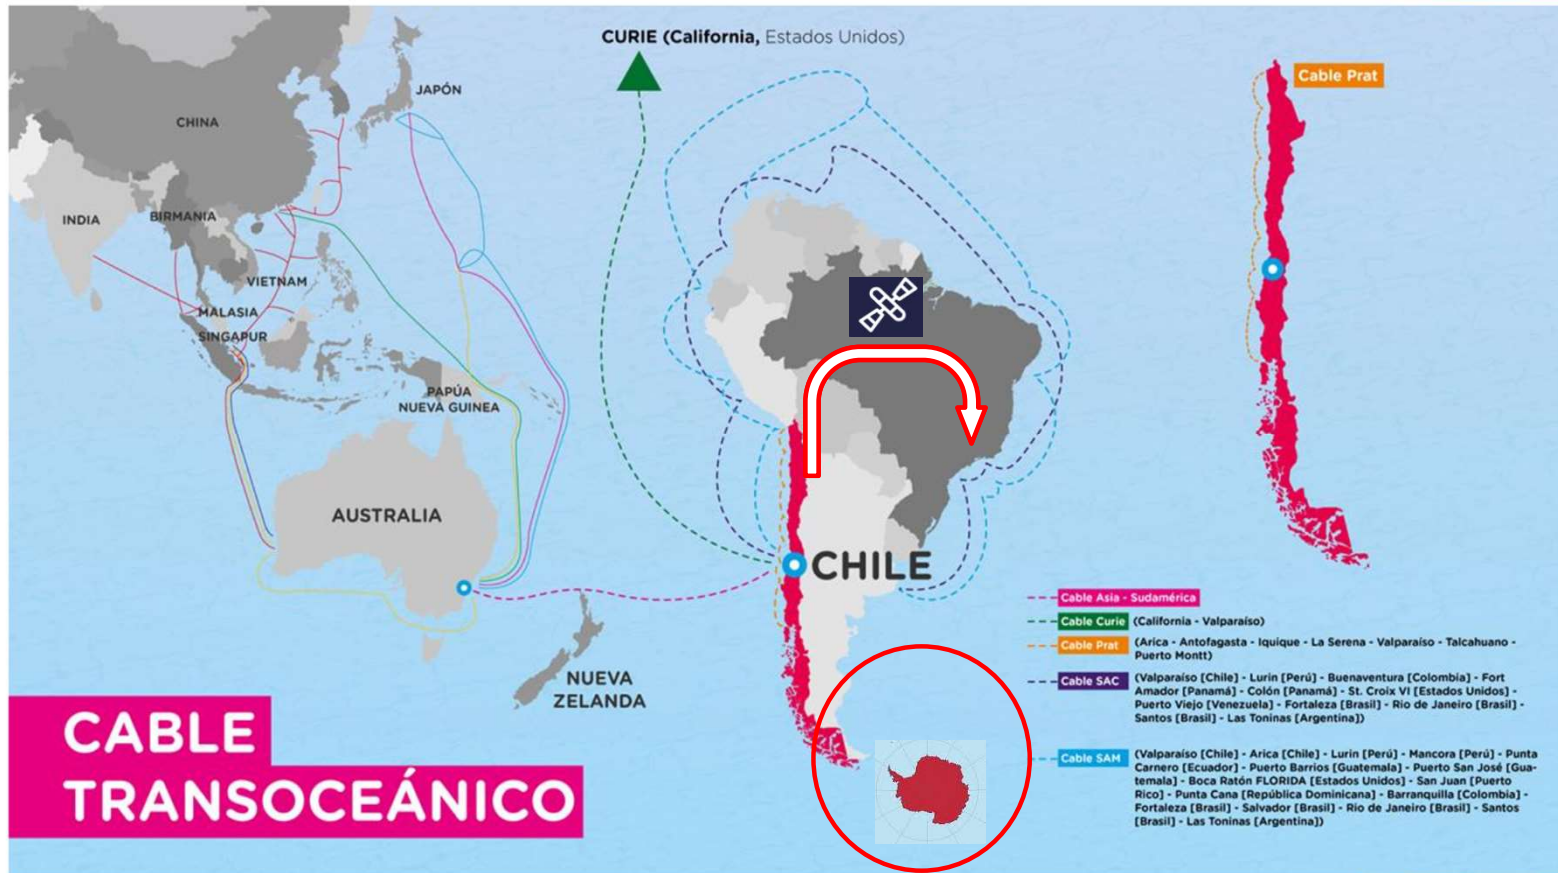 CURIE (California, Estados Unidos)
Cable Prat
JAPÓN
CHINA
INDIA
BIRMANIA
VIETNAM
MALASIA
SINGAPUR
PAPÚA
NUEVA GUINEA
AUSTRALIA
CHILE
NUEVA
ZELANDA
CABLE
TRANSOCEÁNICO
Cable Asia - Sudamérica
Cable Curie (California - Valparaíso)
Cable Prat (Arica - Antofagasta - Iquique - La Serena - Valparaíso - Talcahuano -
Puerto Montt)
Cable SAC (Valparaíso [Chile] - Lurin [Perú] - Buenaventura [Colombia] - Fort
Amador [Panamá] - Colón [Panamá] - St. Croix VI [Estados Unidos] -
Puerto Viejo [Venezuela] - Fortaleza [Brasil] - Rio de Janeiro [Brasil] -
Santos [Brasil] - Las Toninas [Argentina])
Cable SAM (Valparaíso [Chile] - Arica [Chile] - Lurin [Perú] - Mancora [Perú] - Punta
Carnero [Ecuador] - Puerto Barrios [Guatemala] - Puerto San José [Gua-
temala] - Boca Ratón FLORIDA [Estados Unidos] - San Juan [Puerto
Rico] - Punta Cana [República Dominicana] - Barranquilla [Colombia] -
Fortaleza [Brasil] - Salvador [Brasil] - Rio de Janeiro [Brasil] - Santos
[Brasil] - Las Toninas [Argentina])